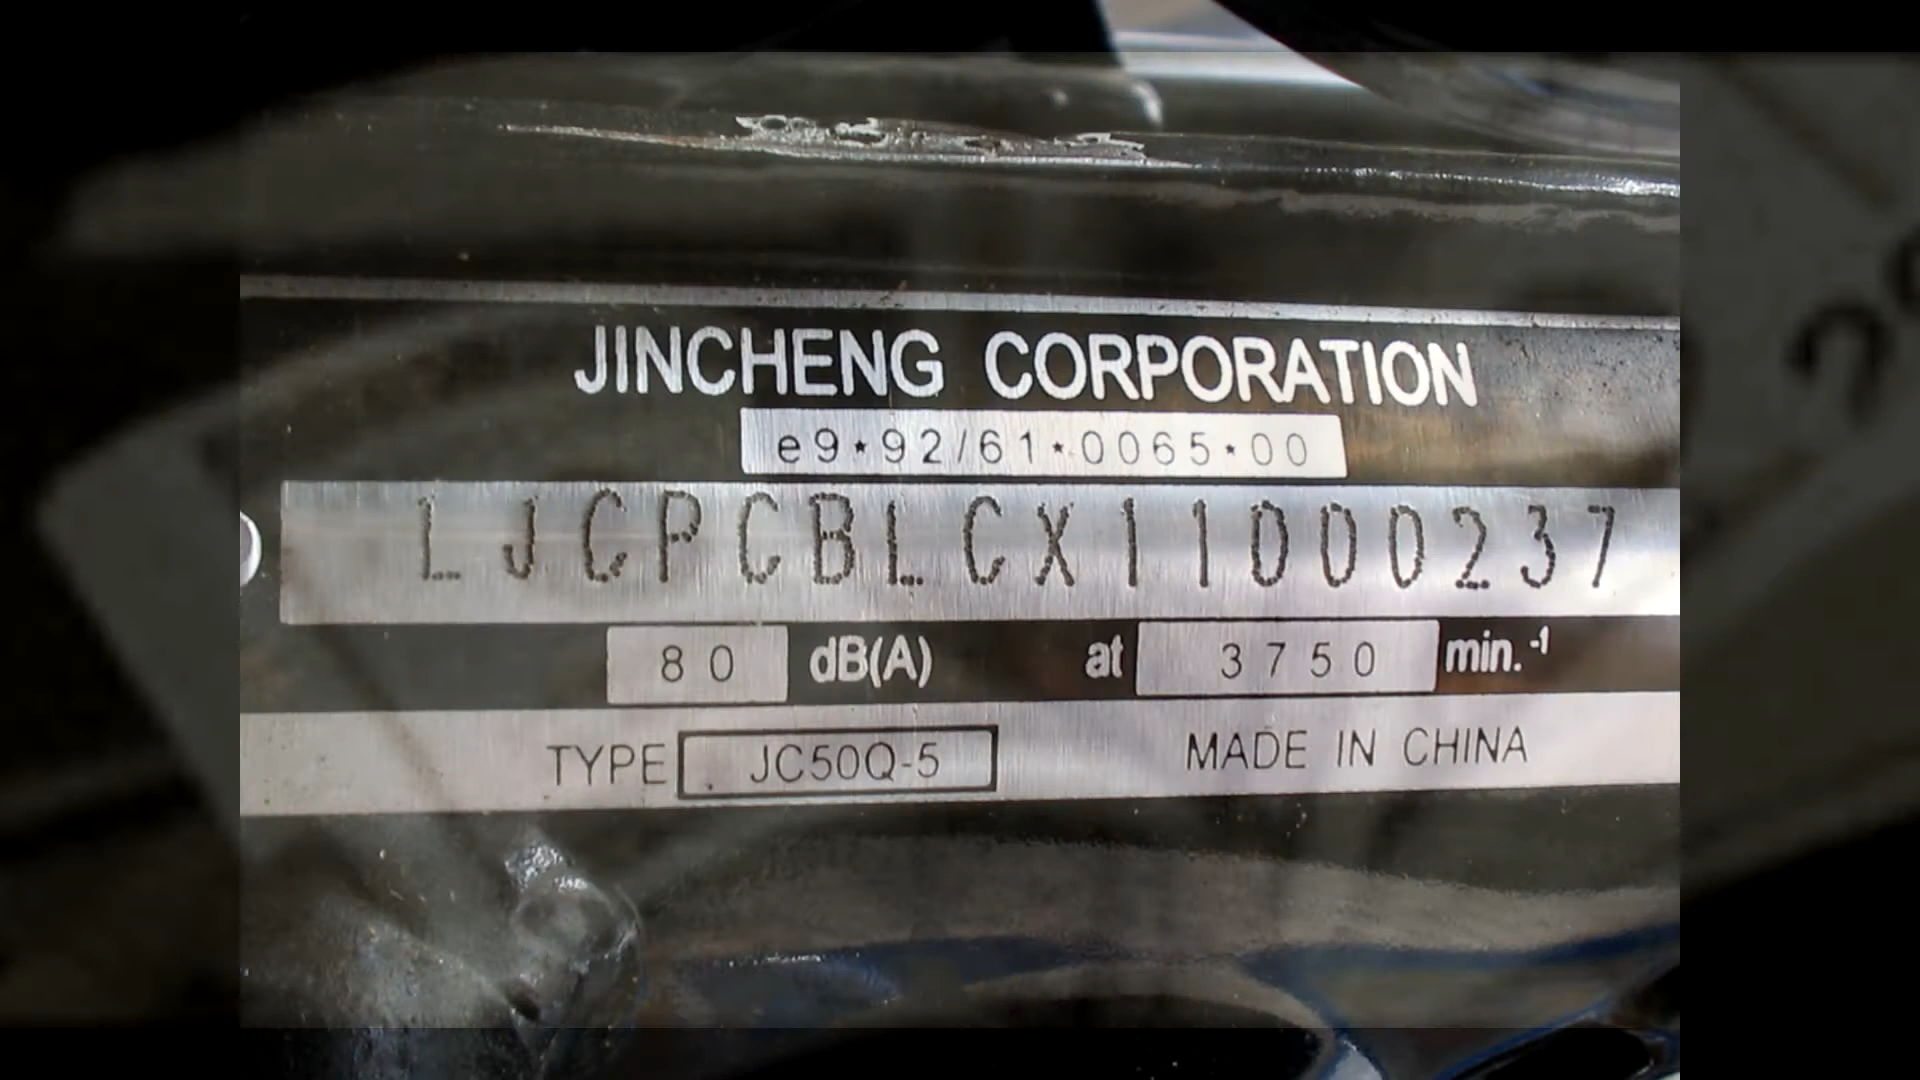 JINCHENG CORPORATION
e9*92/61*0065*00
LJCPCBLCX11000237
80 dB(A) at 3750 min.-1
TYPE JC50Q-5 MADE IN CHINA